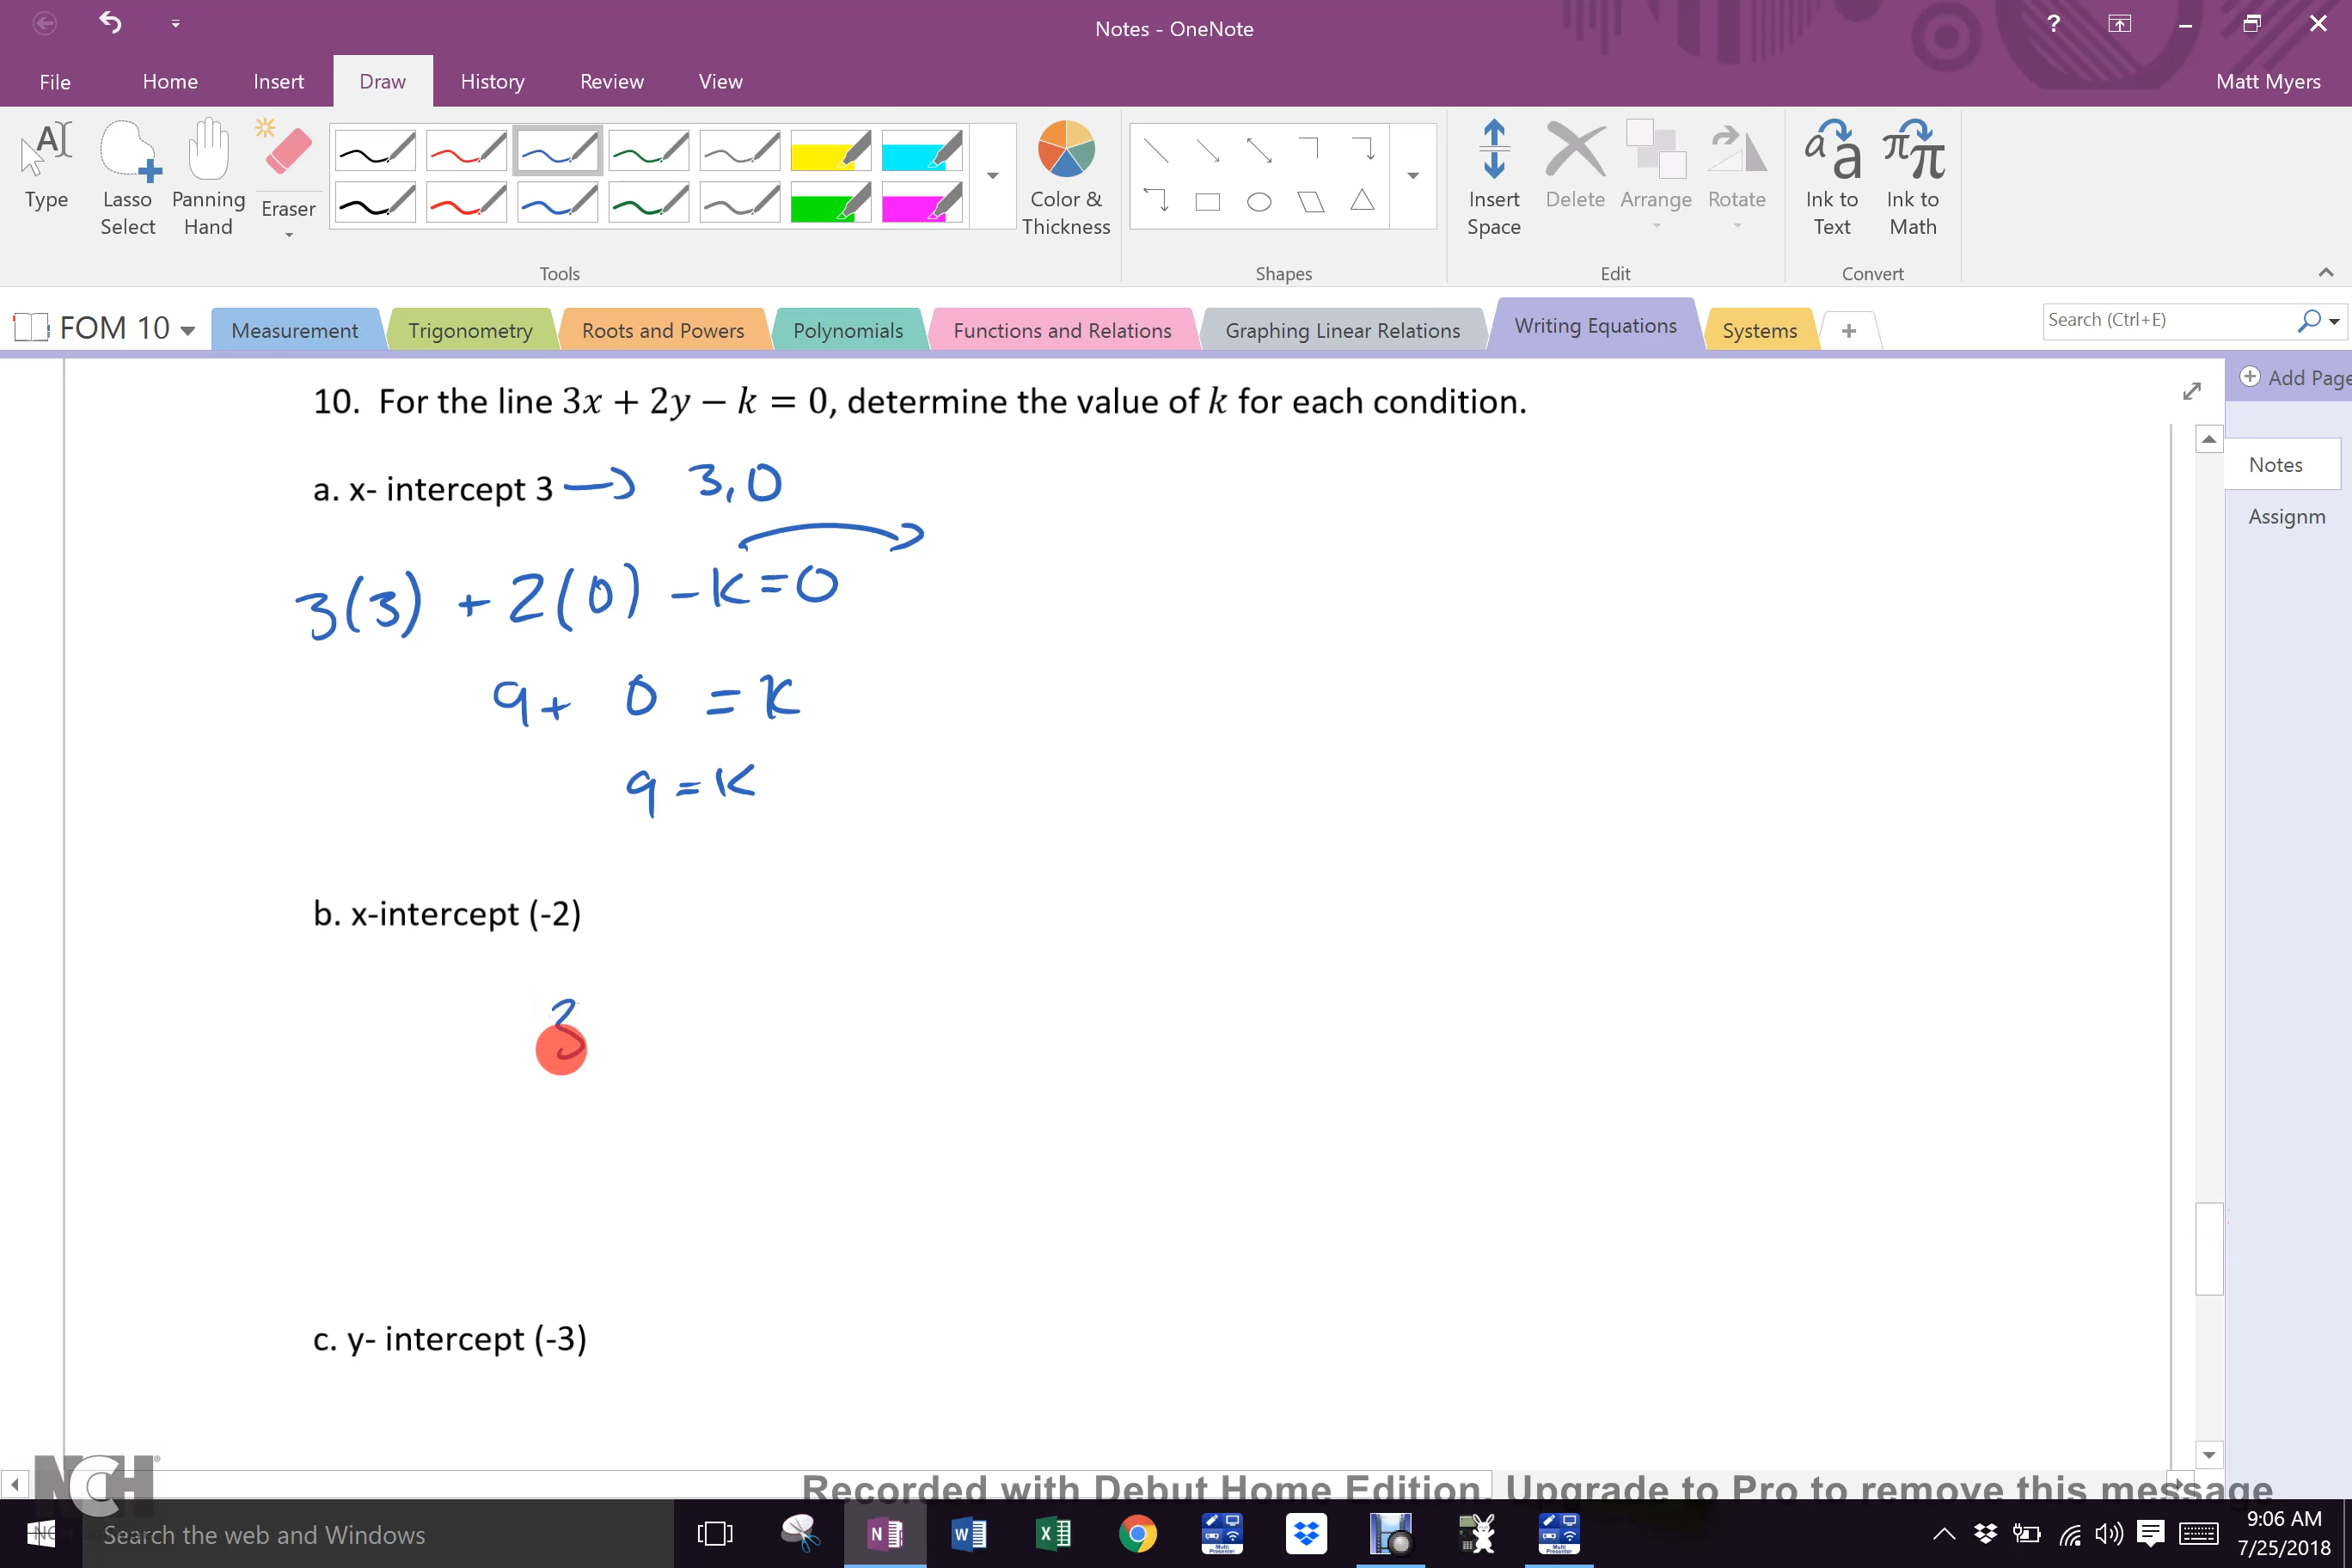 Notes - OneNote
File Home Insert Draw History Review View Matt Myers
Type Lasso Select Panning Hand Eraser Color & Thickness Insert Space Delete Arrange Rotate Ink to Text Ink to Math
Tools Shapes Edit Convert
FOM 10 Measurement Trigonometry Roots and Powers Polynomials Functions and Relations Graphing Linear Relations Writing Equations Systems Search (Ctrl+E)
Add Page
Notes
Assignm
10. For the line 3x + 2y − k = 0, determine the value of k for each condition.
a. x- intercept 3 → 3,0
3(3) + 2(0) - K = 0
9 + 0 = K
9 = K
b. x-intercept (-2)
3
c. y- intercept (-3)
NCH
Recorded with Debut Home Edition. Upgrade to Pro to remove this message
Search the web and Windows
9:06 AM
7/25/2018